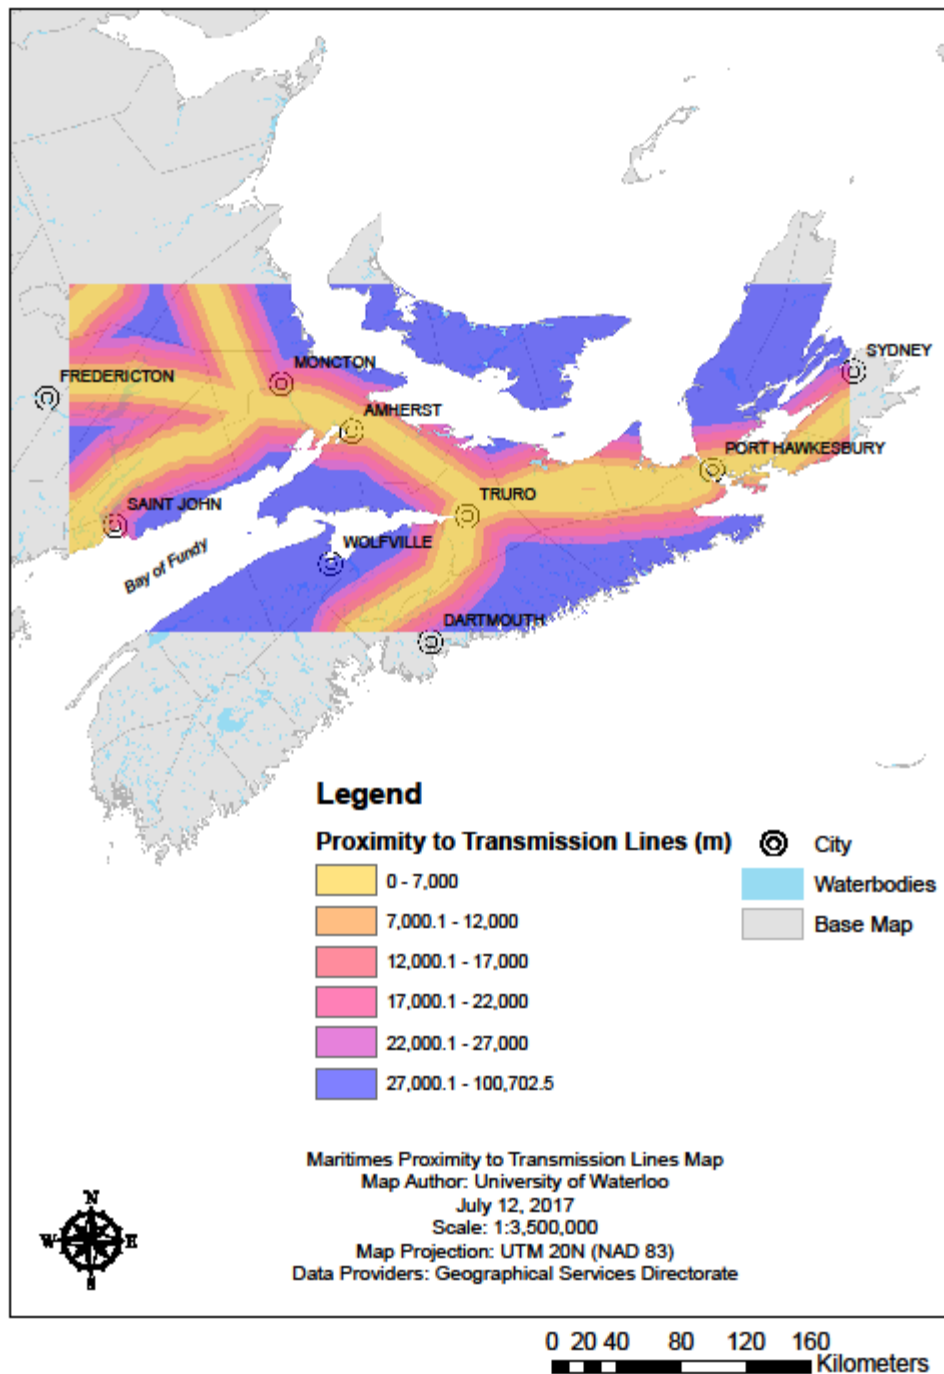 SYDNEY
MONCTON
FREDERICTON
AMHERST
PORT HAWKESBURY
TRURO
SAINT JOHN
WOLFVILLE
Bay of Fundy
DARTMOUTH
Legend
Proximity to Transmission Lines (m)
0 - 7,000
7,000.1 - 12,000
12,000.1 - 17,000
17,000.1 - 22,000
22,000.1 - 27,000
27,000.1 - 100,702.5
City
Waterbodies
Base Map
Maritimes Proximity to Transmission Lines Map
Map Author: University of Waterloo
July 12, 2017
Scale: 1:3,500,000
Map Projection: UTM 20N (NAD 83)
Data Providers: Geographical Services Directorate
N
W E
S
0 20 40 80 120 160
Kilometers